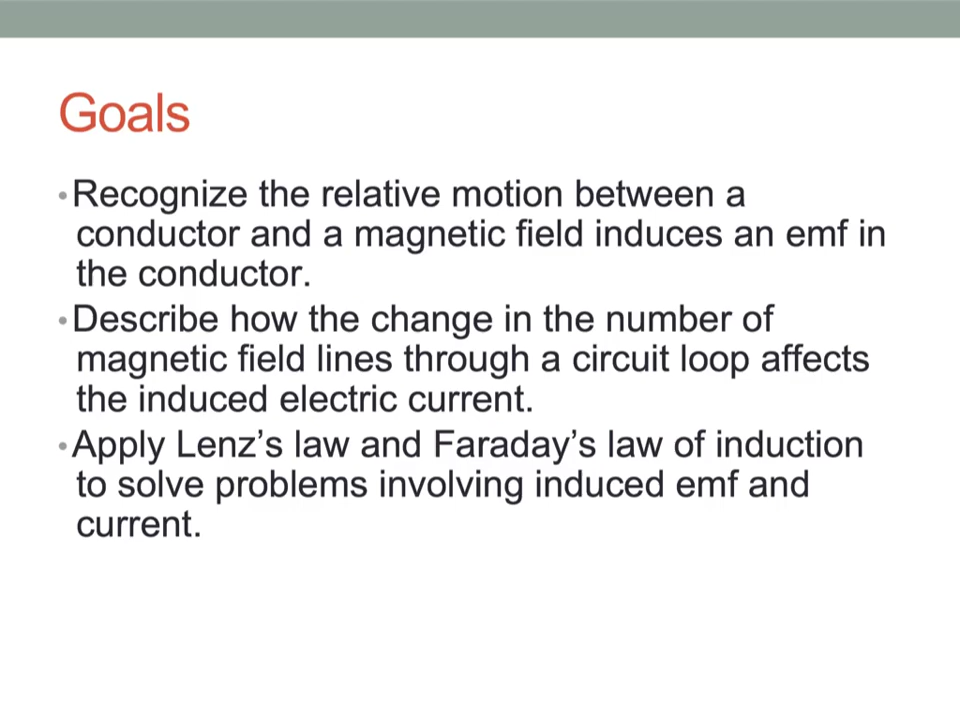 Goals
•Recognize the relative motion between a
conductor and a magnetic field induces an emf in
the conductor.
•Describe how the change in the number of
magnetic field lines through a circuit loop affects
the induced electric current.
•Apply Lenz’s law and Faraday’s law of induction
to solve problems involving induced emf and
current.